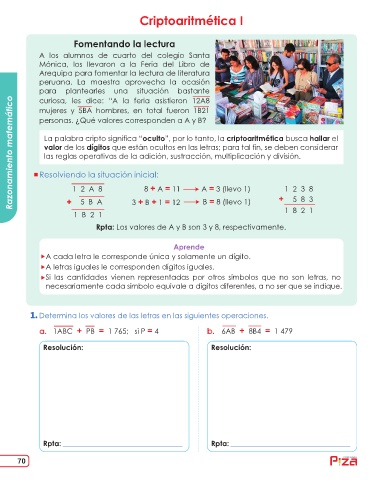 Criptoaritmética I
Fomentando la lectura
A los alumnos de cuarto del colegio Santa
Mónica, los llevaron a la Feria del Libro de
Arequipa para fomentar la lectura de literatura
peruana. La maestra aprovecha la ocasión
para plantearles una situación bastante
curiosa, les dice: "A la feria asistieron 12A8
mujeres y 5BA hombres, en total fueron 1821
personas. ¿Qué valores corresponden a A y B?
La palabra cripto significa "oculto", por lo tanto, la criptoaritmética busca hallar el
valor de los dígitos que están ocultos en las letras; para tal fin, se deben considerar
las reglas operativas de la adición, sustracción, multiplicación y división.
Resolviendo la situación inicial:
1 2 A 8
+ 5 B A
1 8 2 1
8 + A = 11 → A = 3 (llevo 1)
3 + B + 1 = 12 → B = 8 (llevo 1)
1 2 3 8
+ 5 8 3
1 8 2 1
Rpta: Los valores de A y B son 3 y 8, respectivamente.
Aprende
A cada letra le corresponde única y solamente un dígito.
A letras iguales le corresponden dígitos iguales.
Si las cantidades vienen representadas por otros símbolos que no son letras, no
necesariamente cada símbolo equivale a dígitos diferentes, a no ser que se indique.
1. Determina los valores de las letras en las siguientes operaciones.
a. 1ABC + PB = 1 765; si P = 4
b. 6AB + 8B4 = 1 479
Resolución:
Resolución:
Rpta:
Rpta:
Razonamiento matemático
70
Piza